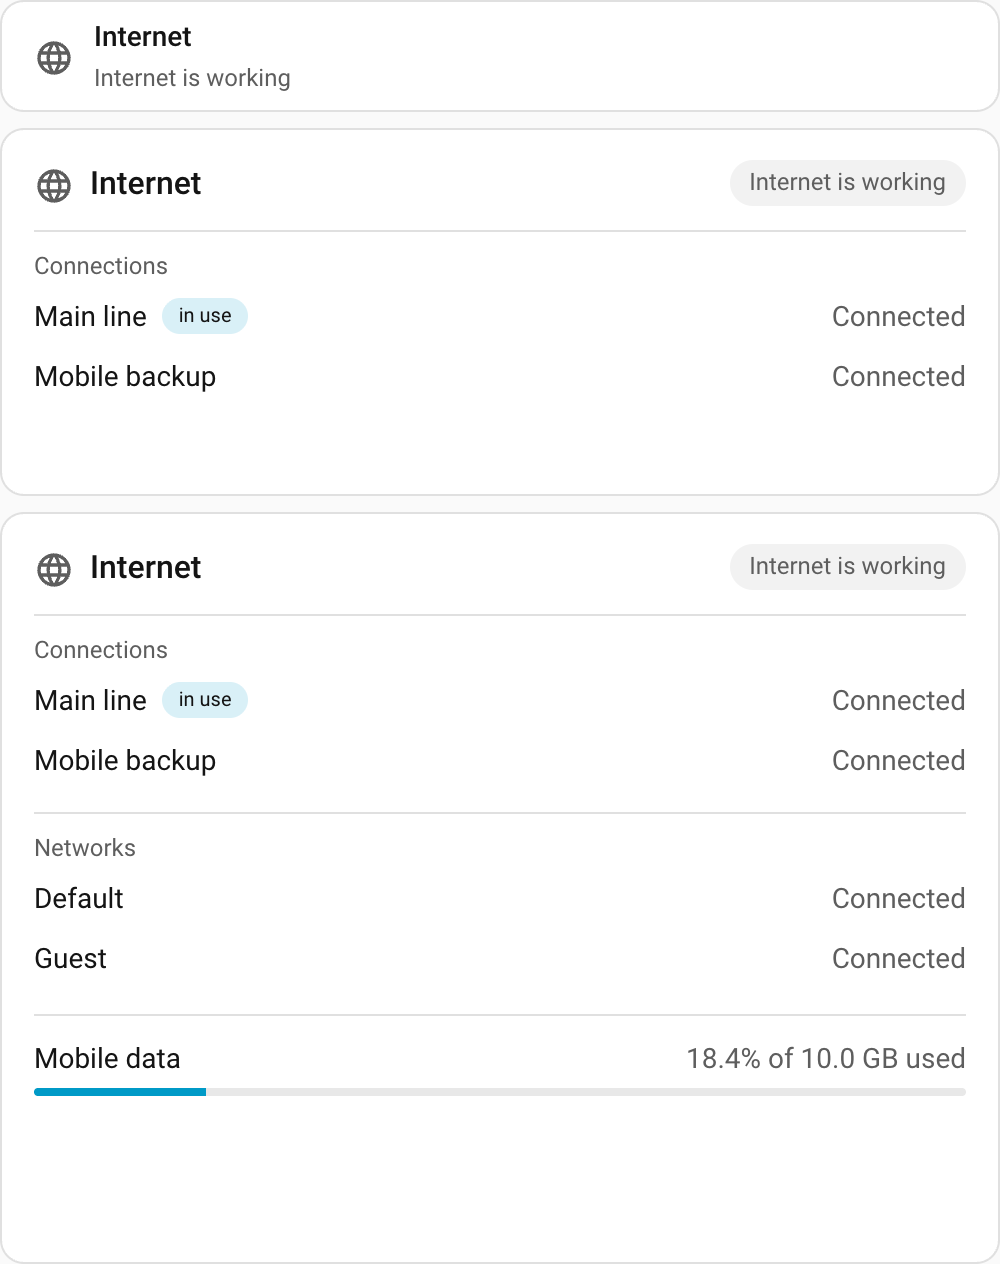 Internet
Internet is working
Internet Internet is working
Connections
Main line in use Connected
Mobile backup Connected
Internet Internet is working
Connections
Main line in use Connected
Mobile backup Connected
Networks
Default Connected
Guest Connected
Mobile data 18.4% of 10.0 GB used